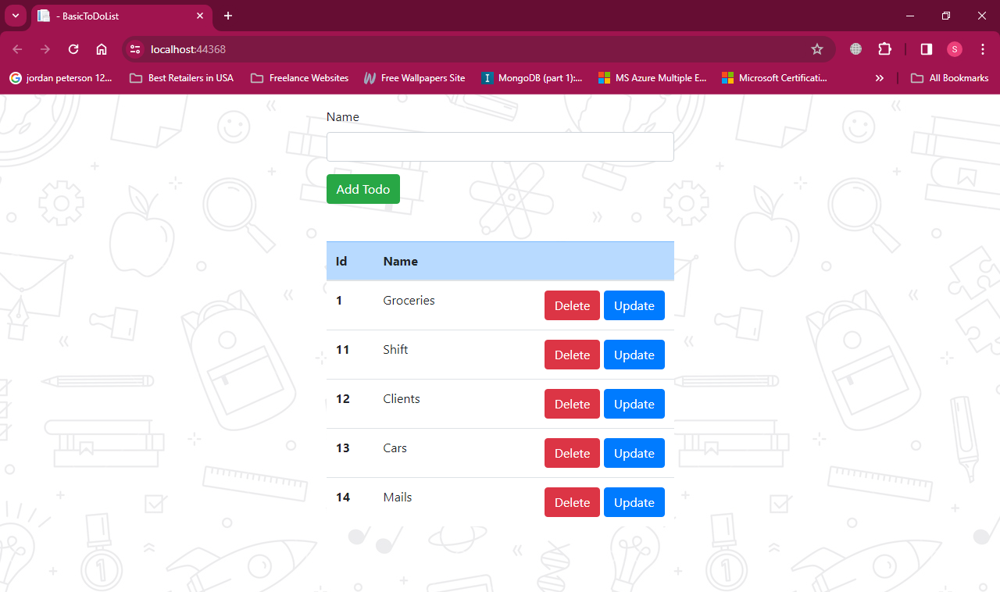 - BasicToDoList
localhost:44368
jordan peterson 12... Best Retailers in USA Freelance Websites Free Wallpapers Site MongoDB (part 1):... MS Azure Multiple E... Microsoft Certificati... All Bookmarks
S
Name
Add Todo
Id Name
1 Groceries Delete Update
11 Shift Delete Update
12 Clients Delete Update
13 Cars Delete Update
14 Mails Delete Update
1
1